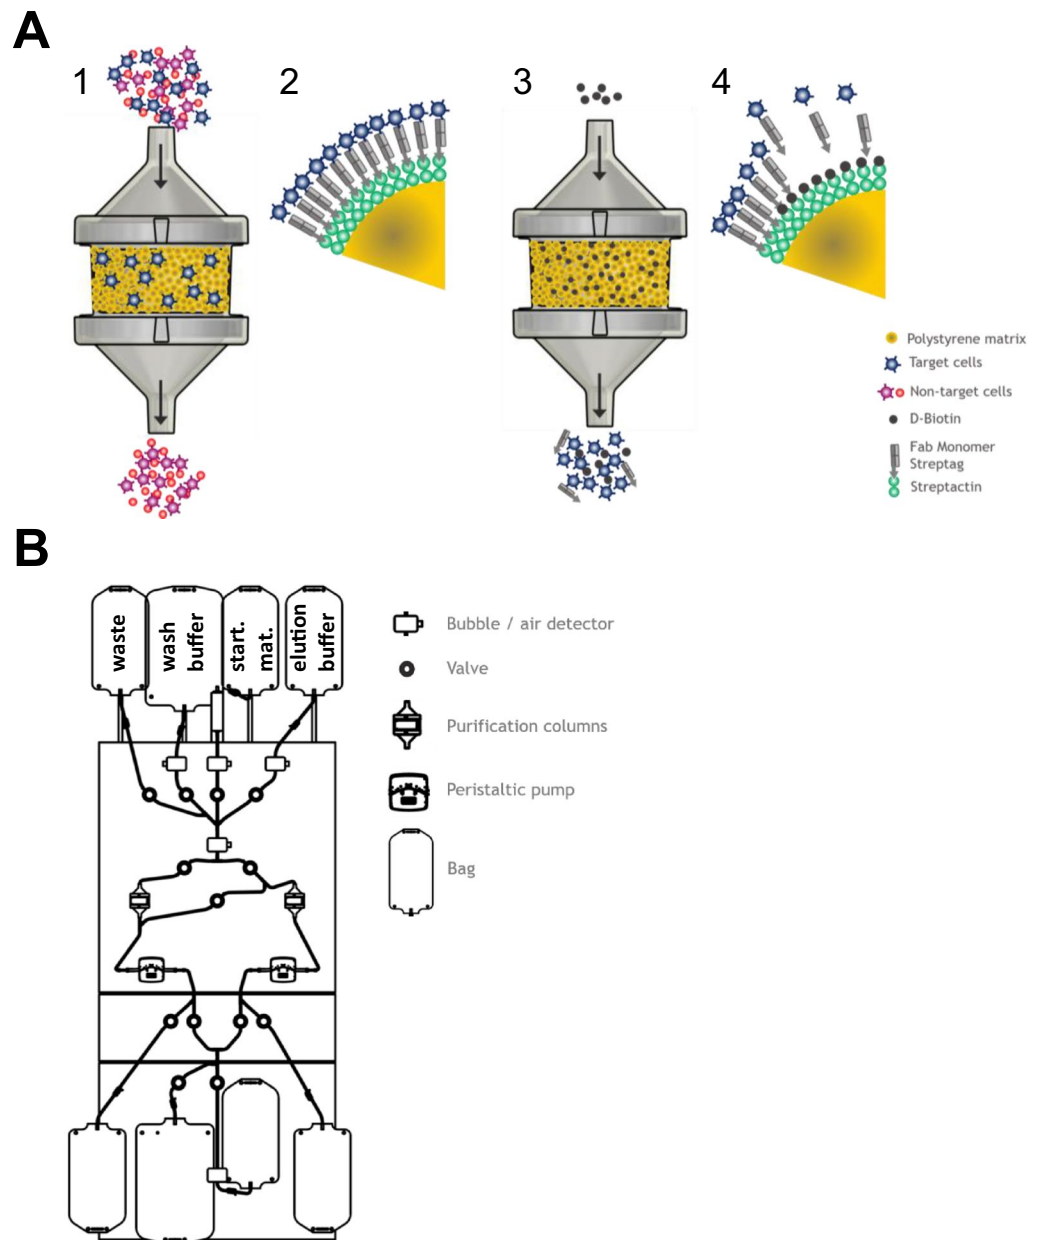 A
1
2
3
4
Polystyrene matrix
Target cells
Non-target cells
D-Biotin
Fab Monomer
Streptag
Streptactin
B
waste
wash
buffer
start.
mat.
elution
buffer
Bubble / air detector
Valve
Purification columns
Peristaltic pump
Bag